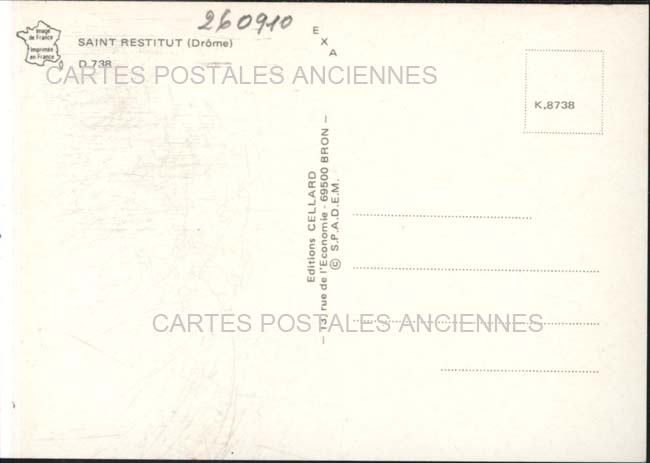 260910
Image
de France
Imprimée
en France
SAINT RESTITUT (Drôme)
D 738
E
X
A
CARTES POSTALES ANCIENNES
K.8738
Editions CELLARD
— 13, rue de l'Economie - 69500 BRON —
© S.P.A.D.E.M.
CARTES POSTALES ANCIENNES